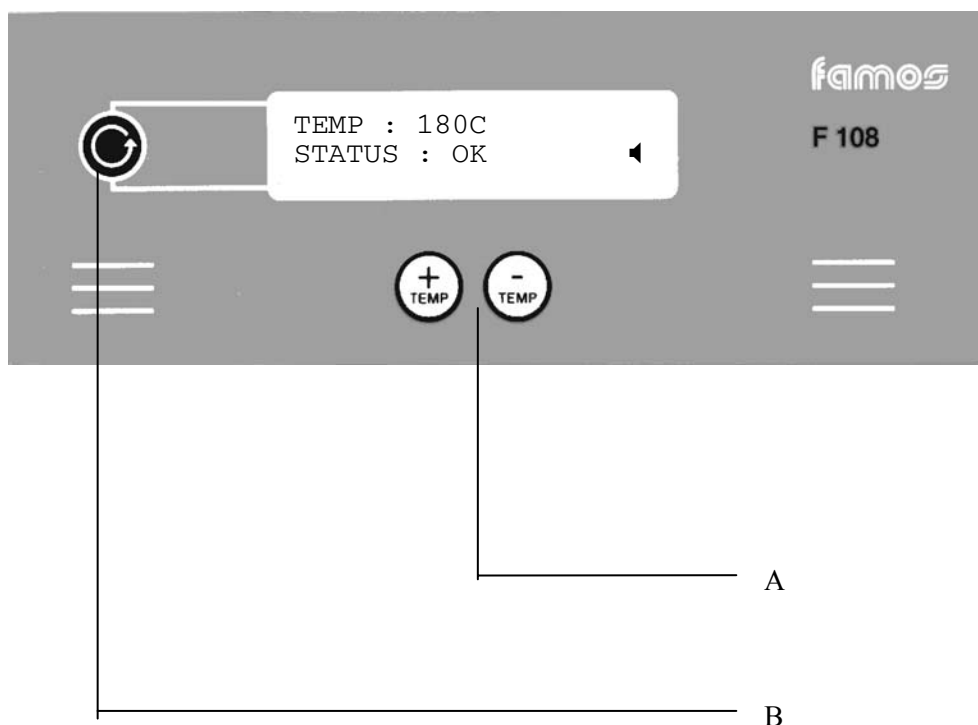 famos
TEMP : 180C
STATUS : OK
F 108
+
TEMP
-
TEMP
A
B